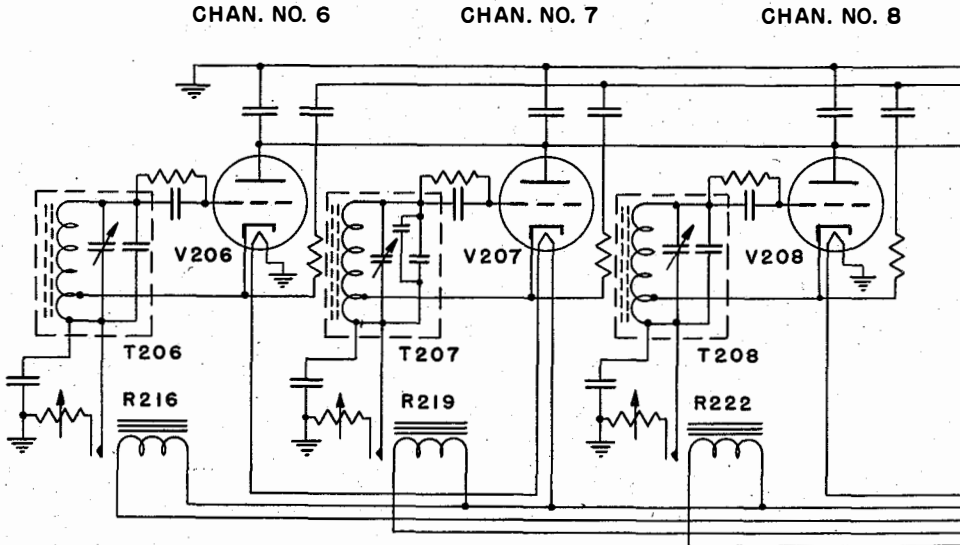 CHAN. NO. 6
CHAN. NO. 7
CHAN. NO. 8
V206
V207
V208
T206
T207
T208
R216
R219
R222